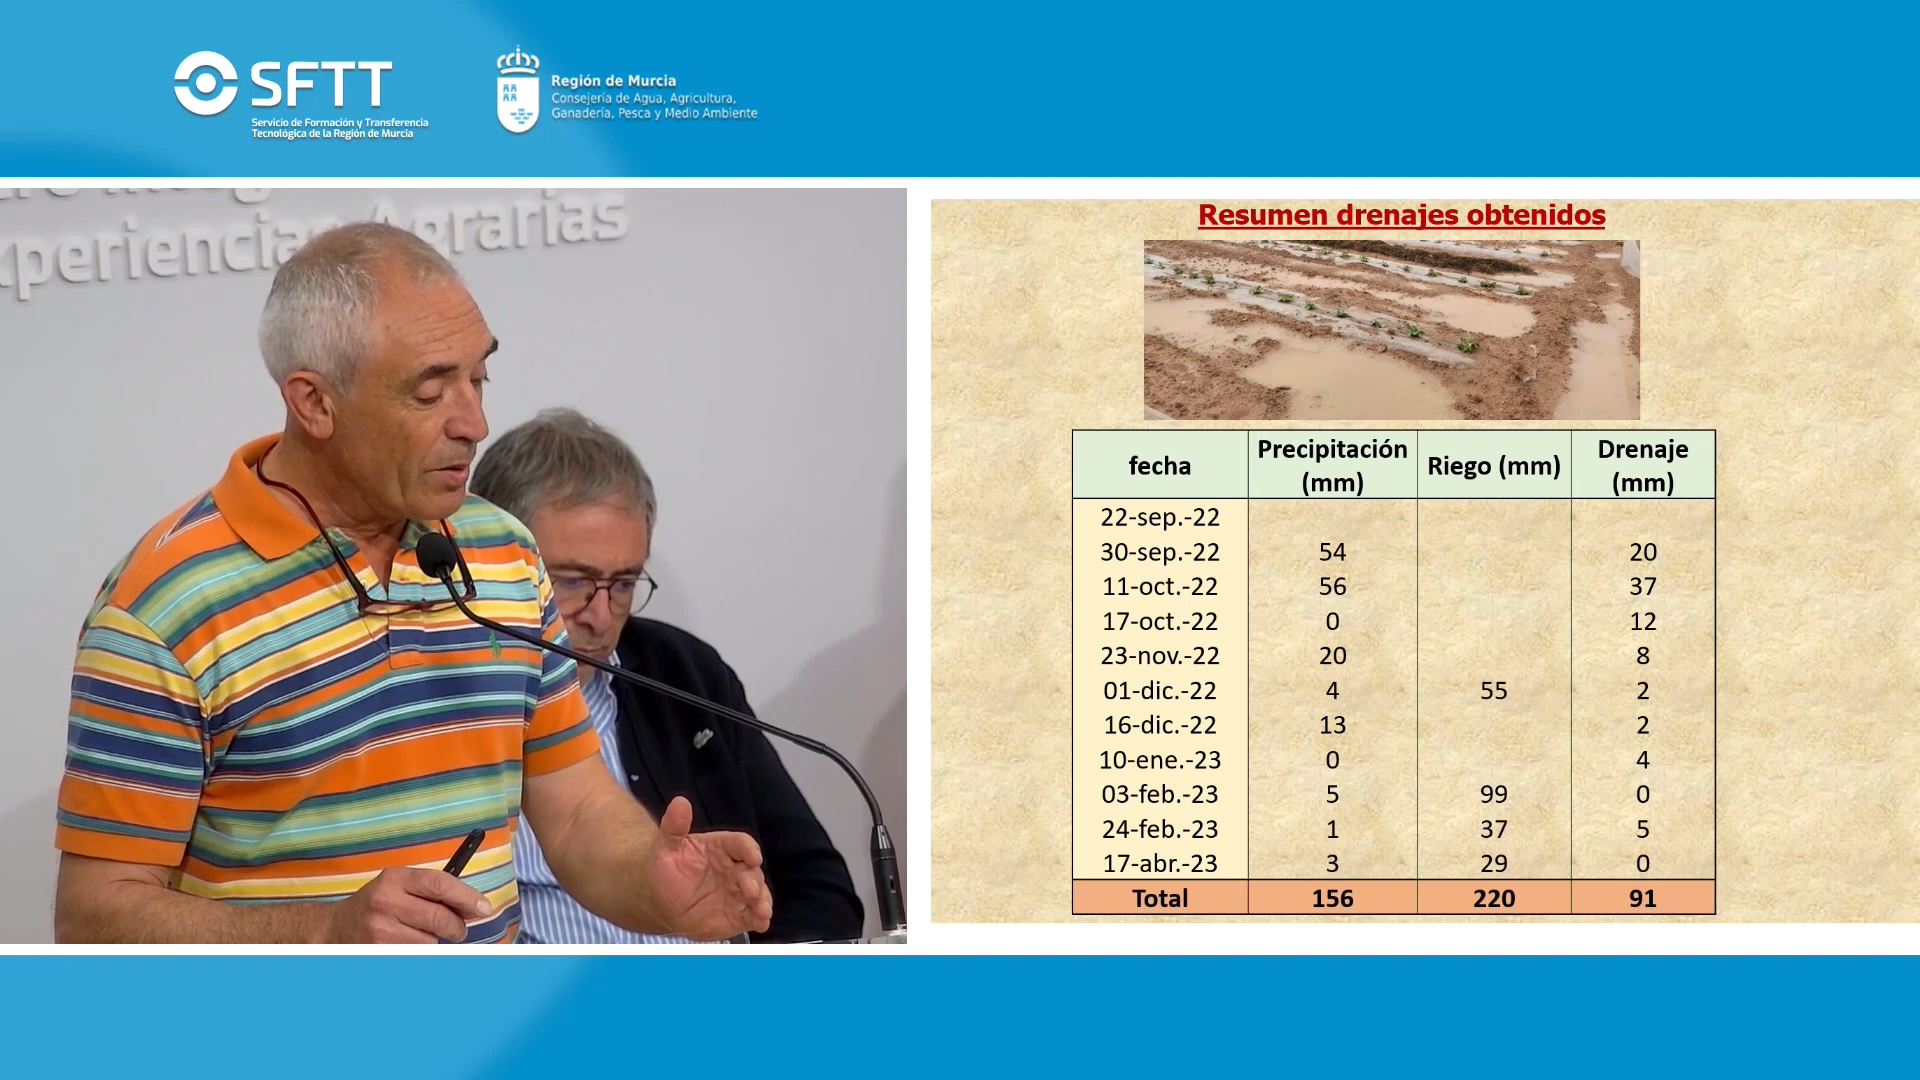 SFTT
Servicio de Formación y Transferencia
Tecnológica de la Región de Murcia
Región de Murcia
Consejería de Agua, Agricultura,
Ganadería, Pesca y Medio Ambiente
xperiencias Agrarias
Resumen drenajes obtenidos
fecha Precipitación (mm) Riego (mm) Drenaje (mm)
22-sep.-22
30-sep.-22 54 20
11-oct.-22 56 37
17-oct.-22 0 12
23-nov.-22 20 8
01-dic.-22 4 55 2
16-dic.-22 13 2
10-ene.-23 0 4
03-feb.-23 5 99 0
24-feb.-23 1 37 5
17-abr.-23 3 29 0
Total 156 220 91